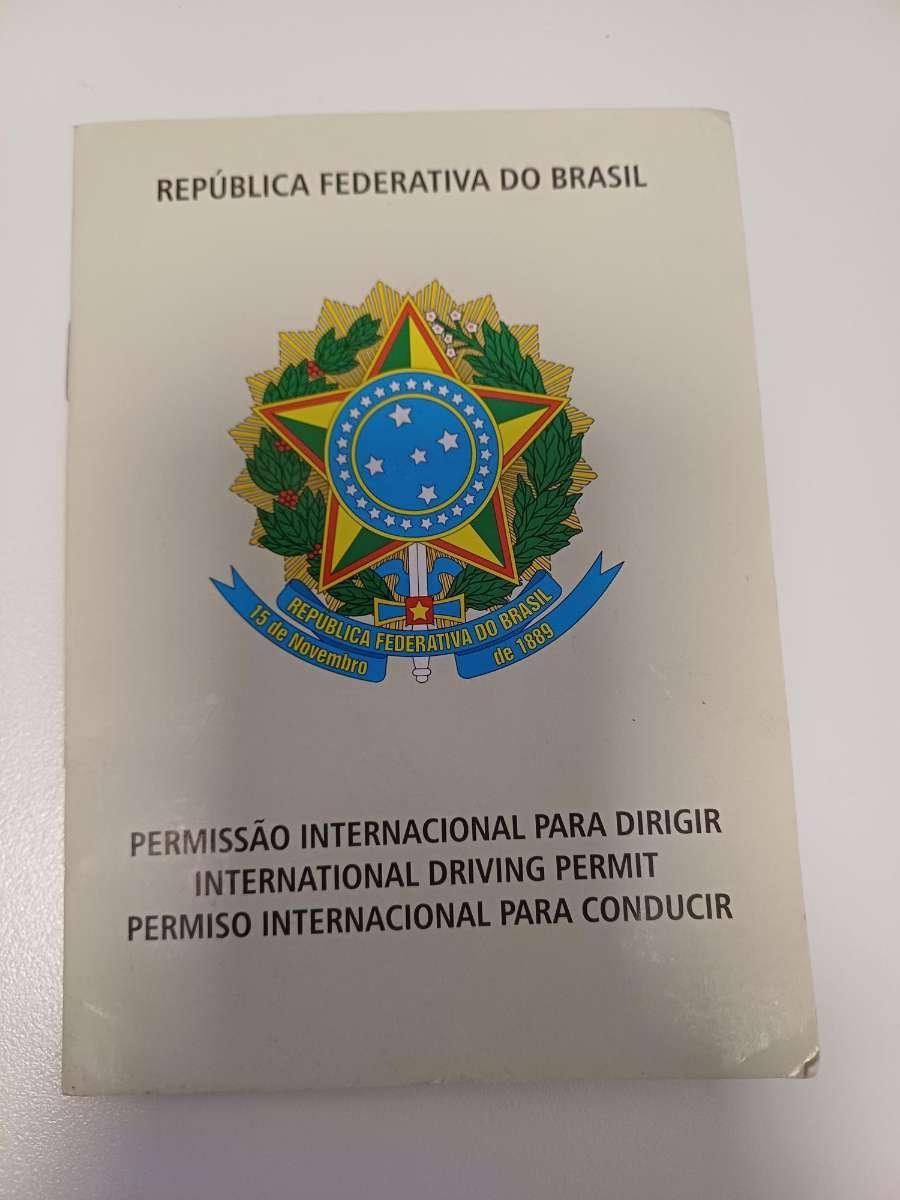 REPÚBLICA FEDERATIVA DO BRASIL
REPÚBLICA FEDERATIVA DO BRASIL
15 de Novembro
de 1889
PERMISSÃO INTERNACIONAL PARA DIRIGIR
INTERNATIONAL DRIVING PERMIT
PERMISO INTERNACIONAL PARA CONDUCIR